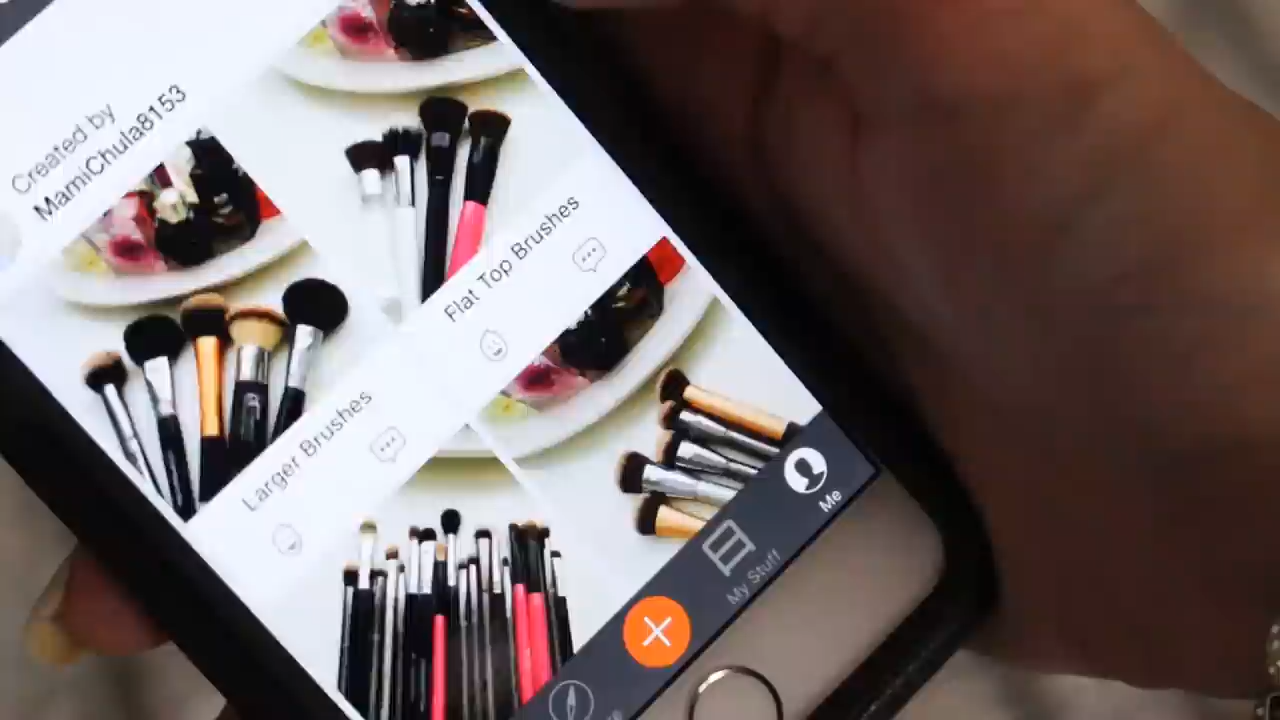 Created by
MamiChula8153
Flat Top Brushes
Larger Brushes
Me
My Stuff